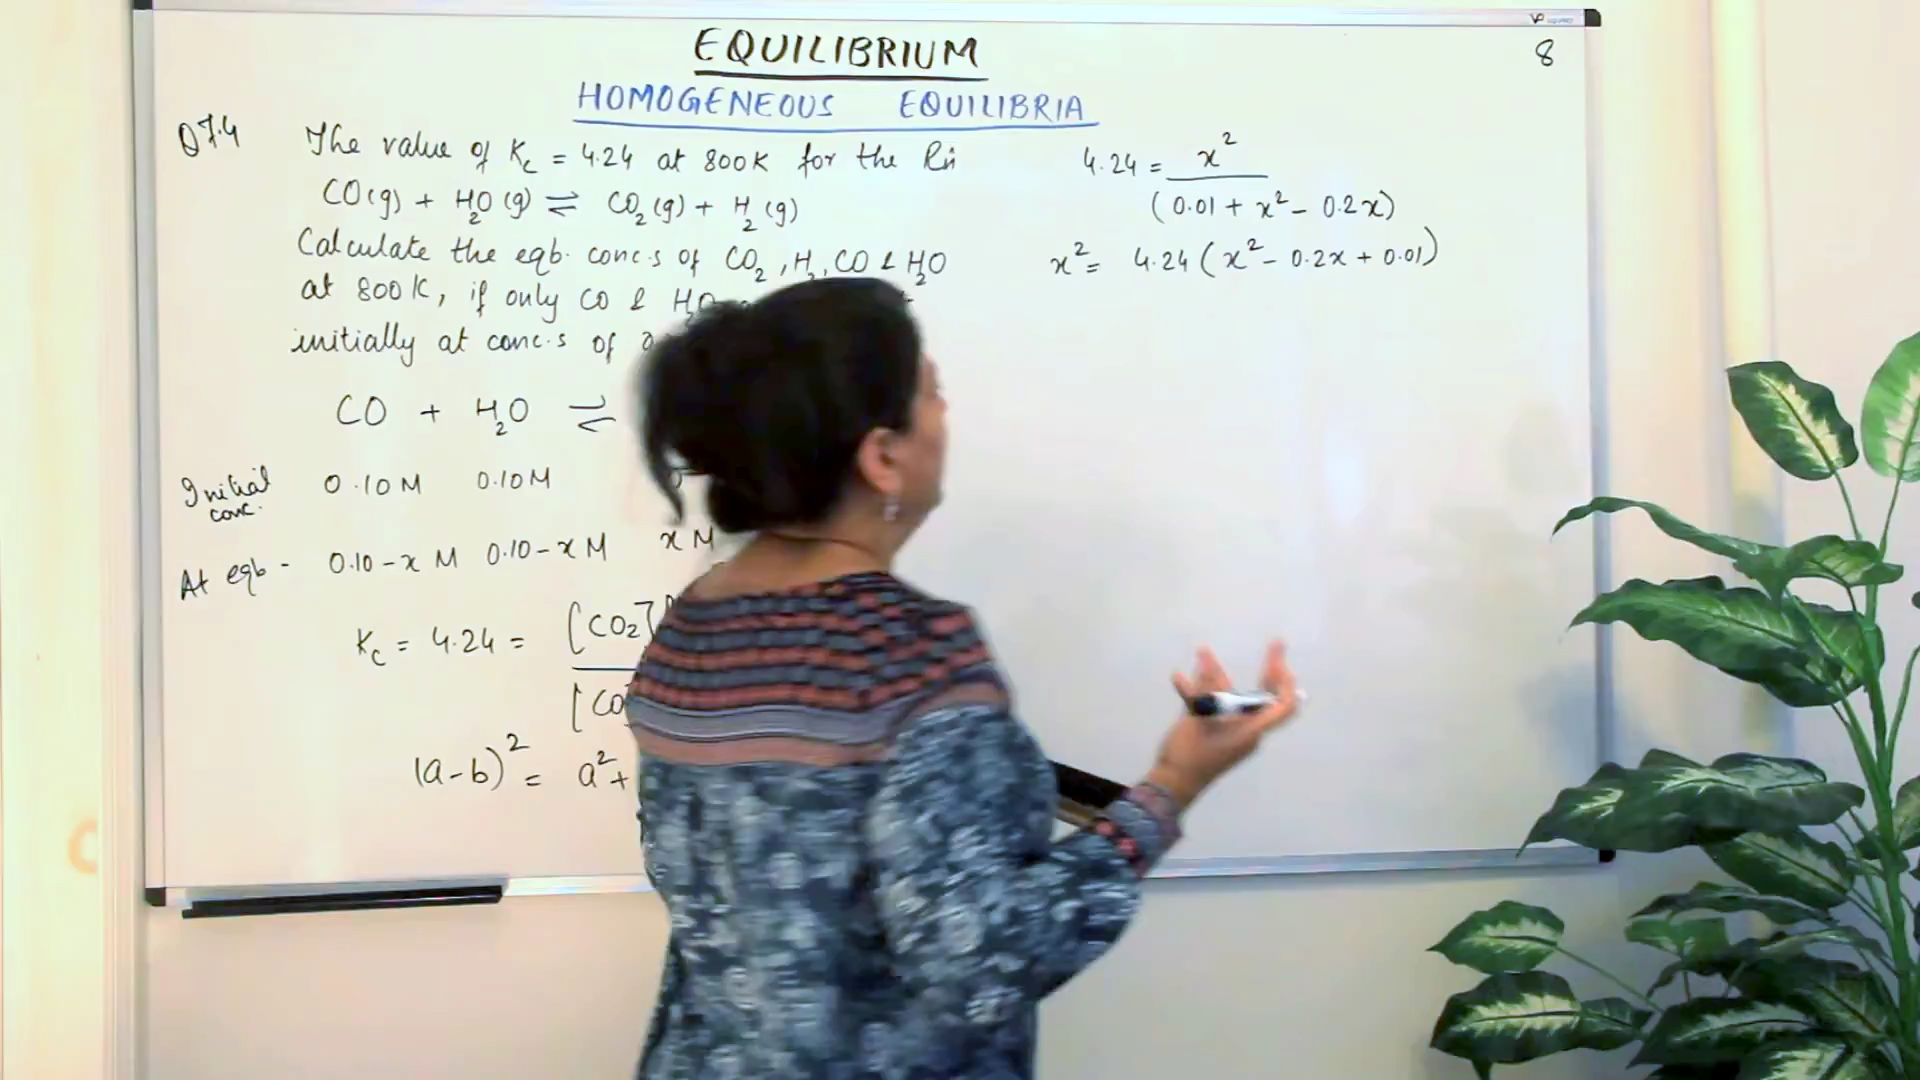 EQUILIBRIUM
8
HOMOGENEOUS EQUILIBRIA
Q7.4 The value of Kc = 4.24 at 800K for the Rn̈
CO(g) + H2O(g) ⇌ CO2(g) + H2(g)
Calculate the eqb. conc.s of CO2, H2, CO & H2O
at 800K, if only CO & H2O
initially at conc.s of
CO + H2O ⇌
Initial conc. 0.10M 0.10M
At eqb - 0.10-x M 0.10-x M x M
Kc = 4.24 = [CO2]
[CO]
(a-b)² = a² +
4.24 = x²
(0.01 + x² - 0.2x)
x² = 4.24(x² - 0.2x + 0.01)